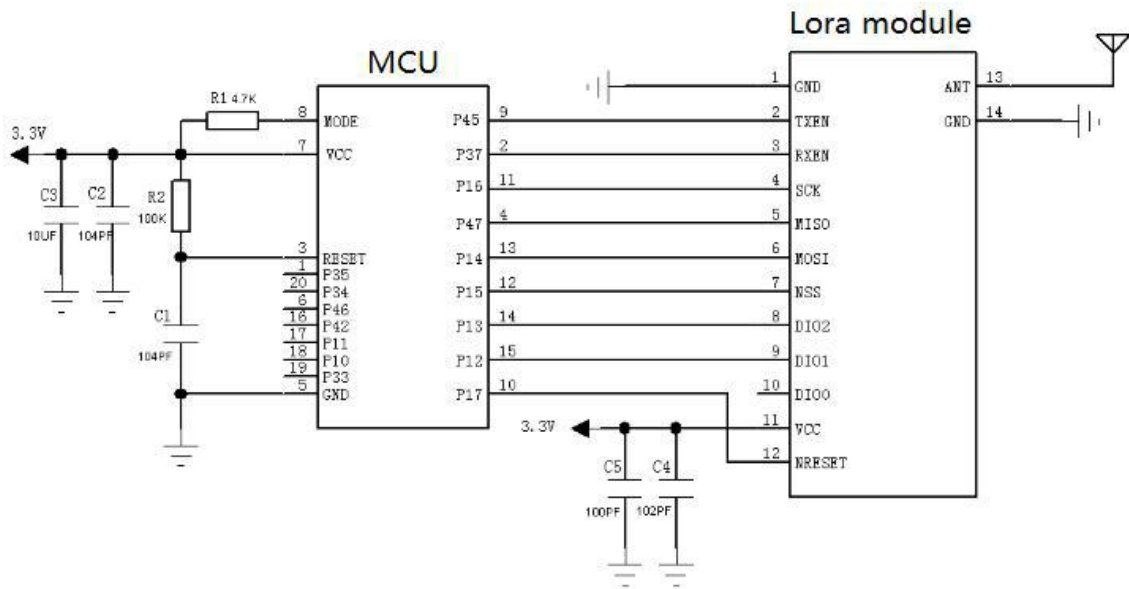 Lora module
MCU
R1 4.7K
8 MODE
3.3V
7 VCC
C3
10UF
C2
104PF
R2
100K
3 RESET
1 P35
20 P34
6 P46
16 P42
17 P11
18 P10
19 P33
5 GND
C1
104PF
P45 9
P37 2
P16 11
P47 4
P14 13
P15 12
P13 14
P12 15
P17 10
1 GND
2 TXEN
3 RXEN
4 SCK
5 MISO
6 MOSI
7 NSS
8 DIO2
9 DIO1
10 DIO0
11 VCC
12 NRESET
ANT 13
GND 14
3.3V
C5
100PF
C4
102PF